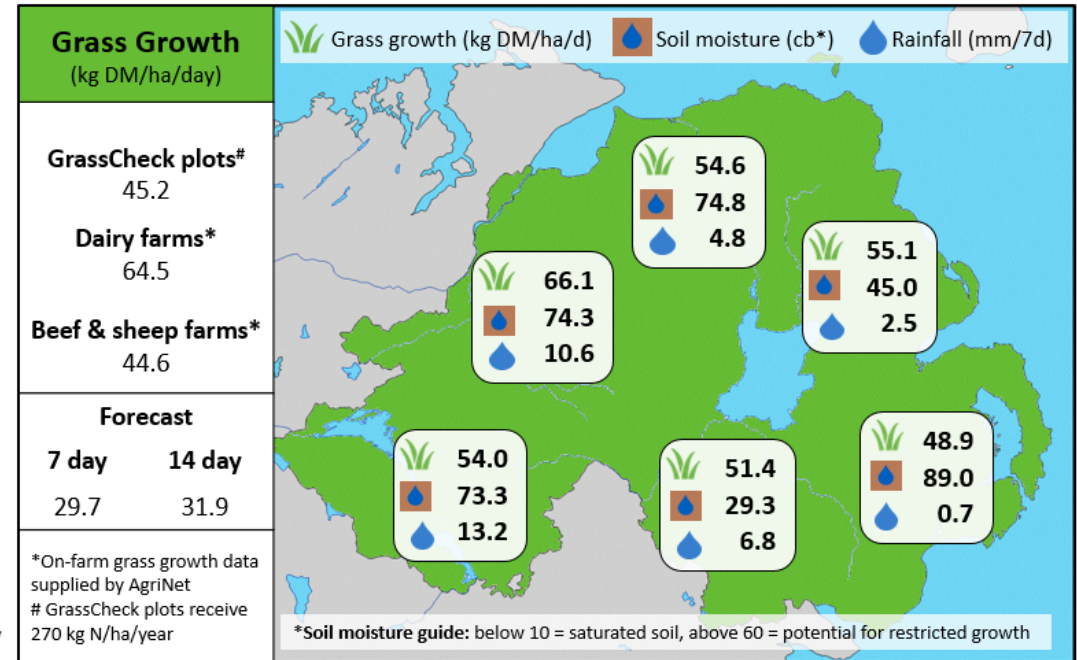 Grass Growth
(kg DM/ha/day)
GrassCheck plots#
45.2
Dairy farms*
64.5
Beef & sheep farms*
44.6
Forecast
7 day 14 day
29.7 31.9
*On-farm grass growth data
supplied by AgriNet
# GrassCheck plots receive
270 kg N/ha/year
Grass growth (kg DM/ha/d) Soil moisture (cb*) Rainfall (mm/7d)
54.6
74.8
4.8
55.1
45.0
2.5
66.1
74.3
10.6
54.0
73.3
13.2
51.4
29.3
6.8
48.9
89.0
0.7
*Soil moisture guide: below 10 = saturated soil, above 60 = potential for restricted growth